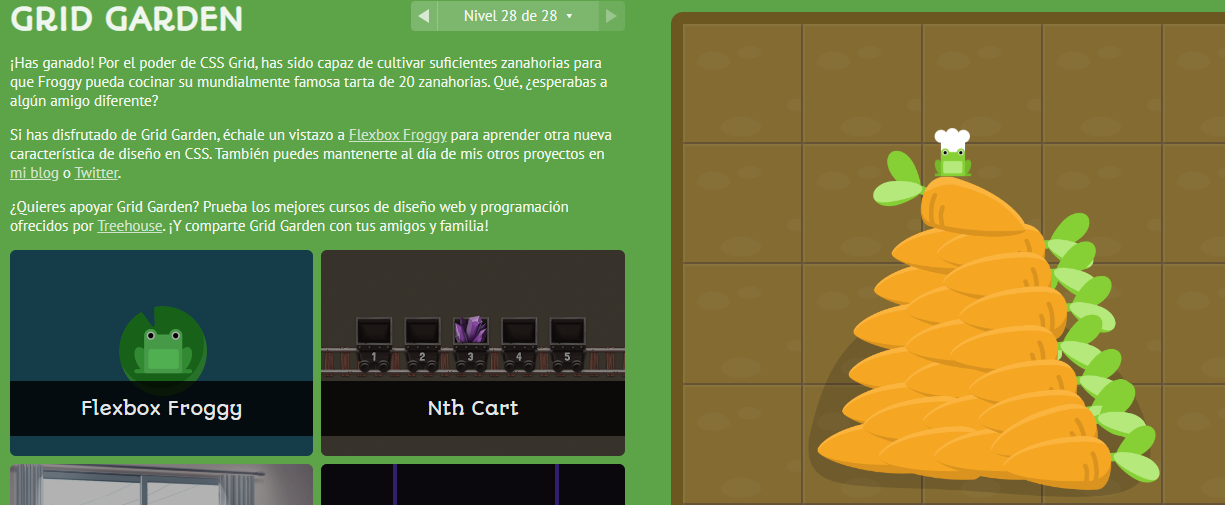 GRID GARDEN
Nivel 28 de 28
¡Has ganado! Por el poder de CSS Grid, has sido capaz de cultivar suficientes zanahorias para
que Froggy pueda cocinar su mundialmente famosa tarta de 20 zanahorias. Qué, ¿esperabas a
algún amigo diferente?
Si has disfrutado de Grid Garden, échale un vistazo a Flexbox Froggy para aprender otra nueva
característica de diseño en CSS. También puedes mantenerte al día de mis otros proyectos en
mi blog o Twitter.
¿Quieres apoyar Grid Garden? Prueba los mejores cursos de diseño web y programación
ofrecidos por Treehouse. ¡Y comparte Grid Garden con tus amigos y familia!
1 2 3 4 5
Flexbox Froggy
Nth Cart